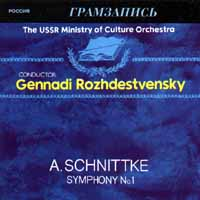 РОССИЯ
ГРАМЗАПИСЬ
The USSR Ministry of Culture Orchestra
CONDUCTOR
Gennadi Rozhdestvensky
A. SCHNITTKE
SYMPHONY No1